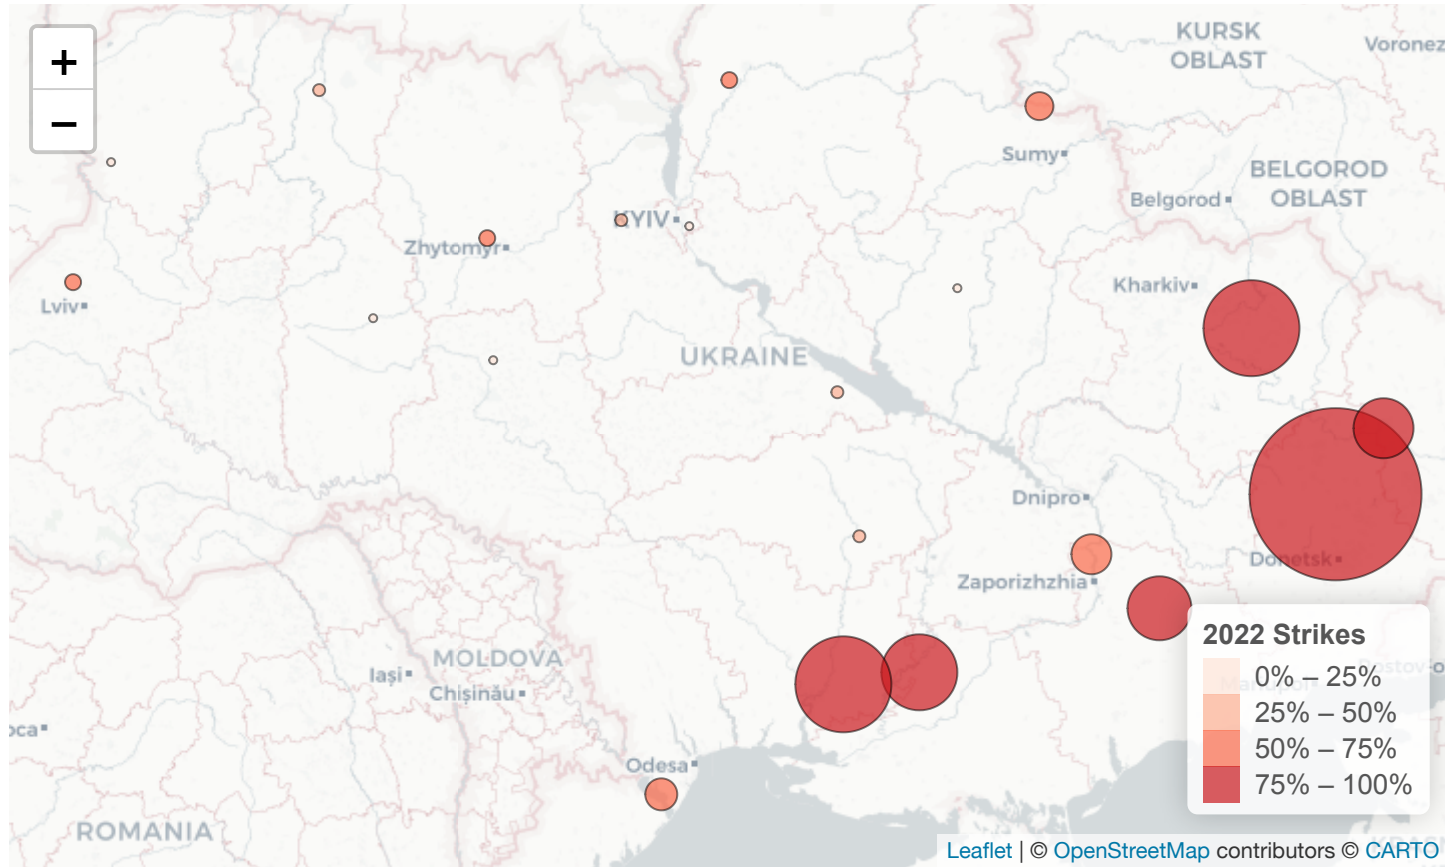 +
−
KURSK
OBLAST
Voronez
Sumy
BELGOROD
OBLAST
Belgorod
KYIV
Zhytomyr
Kharkiv
Lviv
UKRAINE
Dnipro
Donetsk
Zaporizhzhia
MOLDOVA
Iași
Chișinău
oca
Odesa
ROMANIA
2022 Strikes
0% – 25%
25% – 50%
50% – 75%
75% – 100%
Leaflet | © OpenStreetMap contributors © CARTO